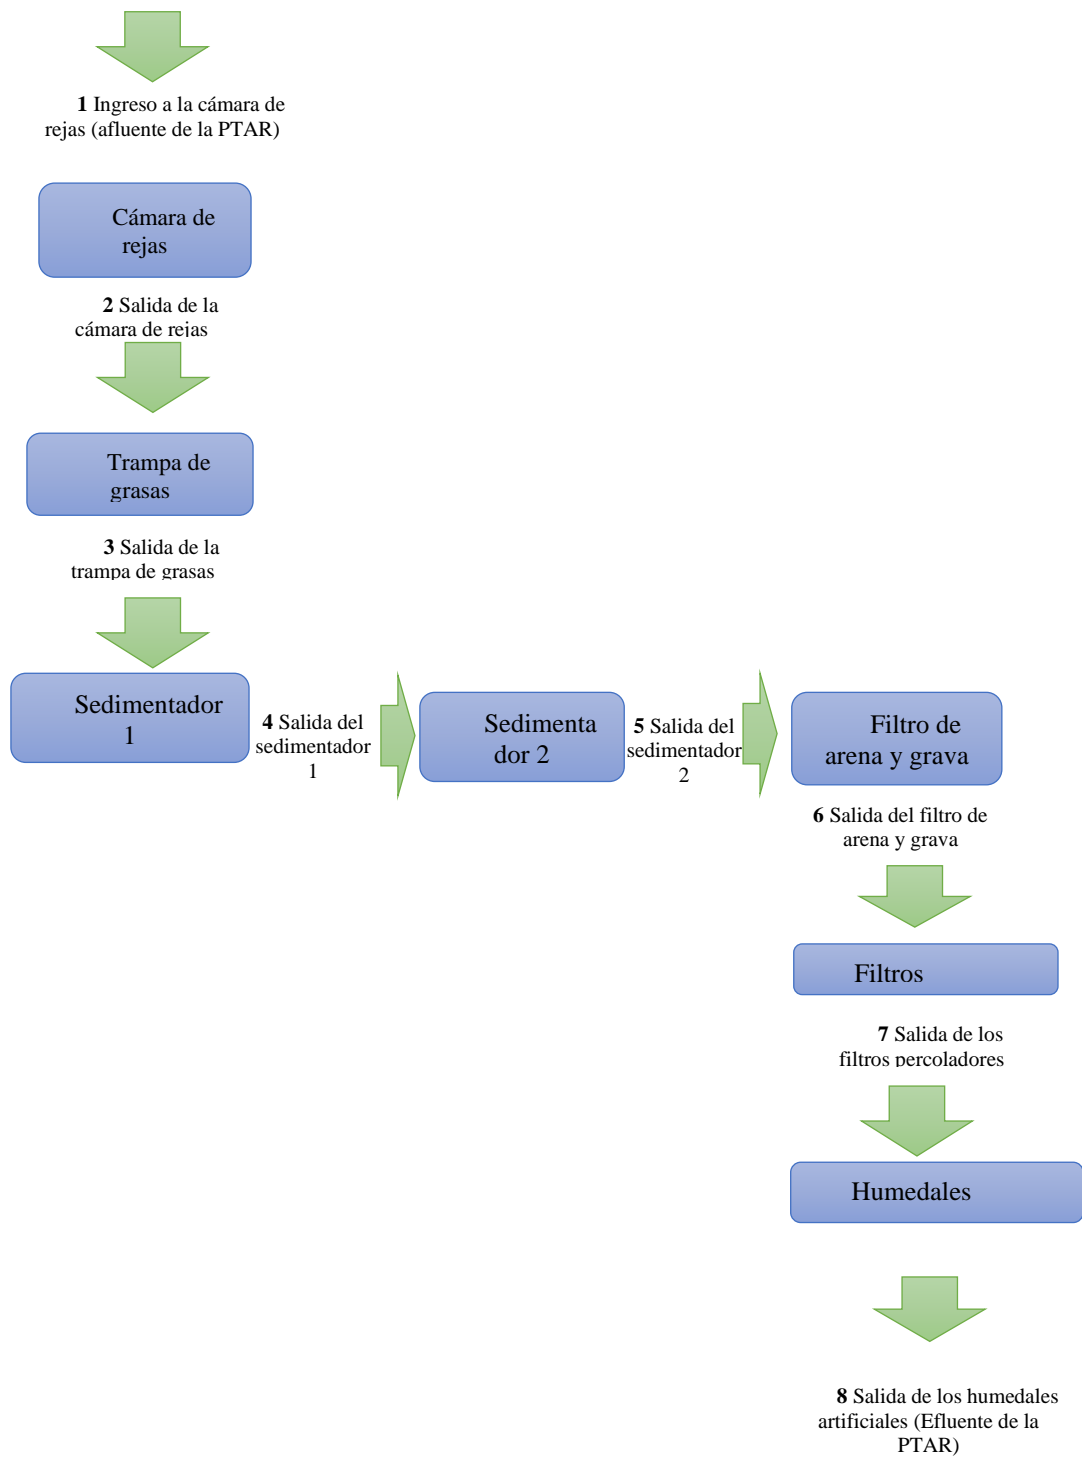 1 Ingreso a la cámara de
rejas (afluente de la PTAR)
Cámara de
rejas
2 Salida de la
cámara de rejas
Trampa de
grasas
3 Salida de la
trampa de grasas
Sedimentador
1
4 Salida del
sedimentador
1
Sedimenta
dor 2
5 Salida del
sedimentador
2
Filtro de
arena y grava
6 Salida del filtro de
arena y grava
Filtros
7 Salida de los
filtros percoladores
Humedales
8 Salida de los humedales
artificiales (Efluente de la
PTAR)